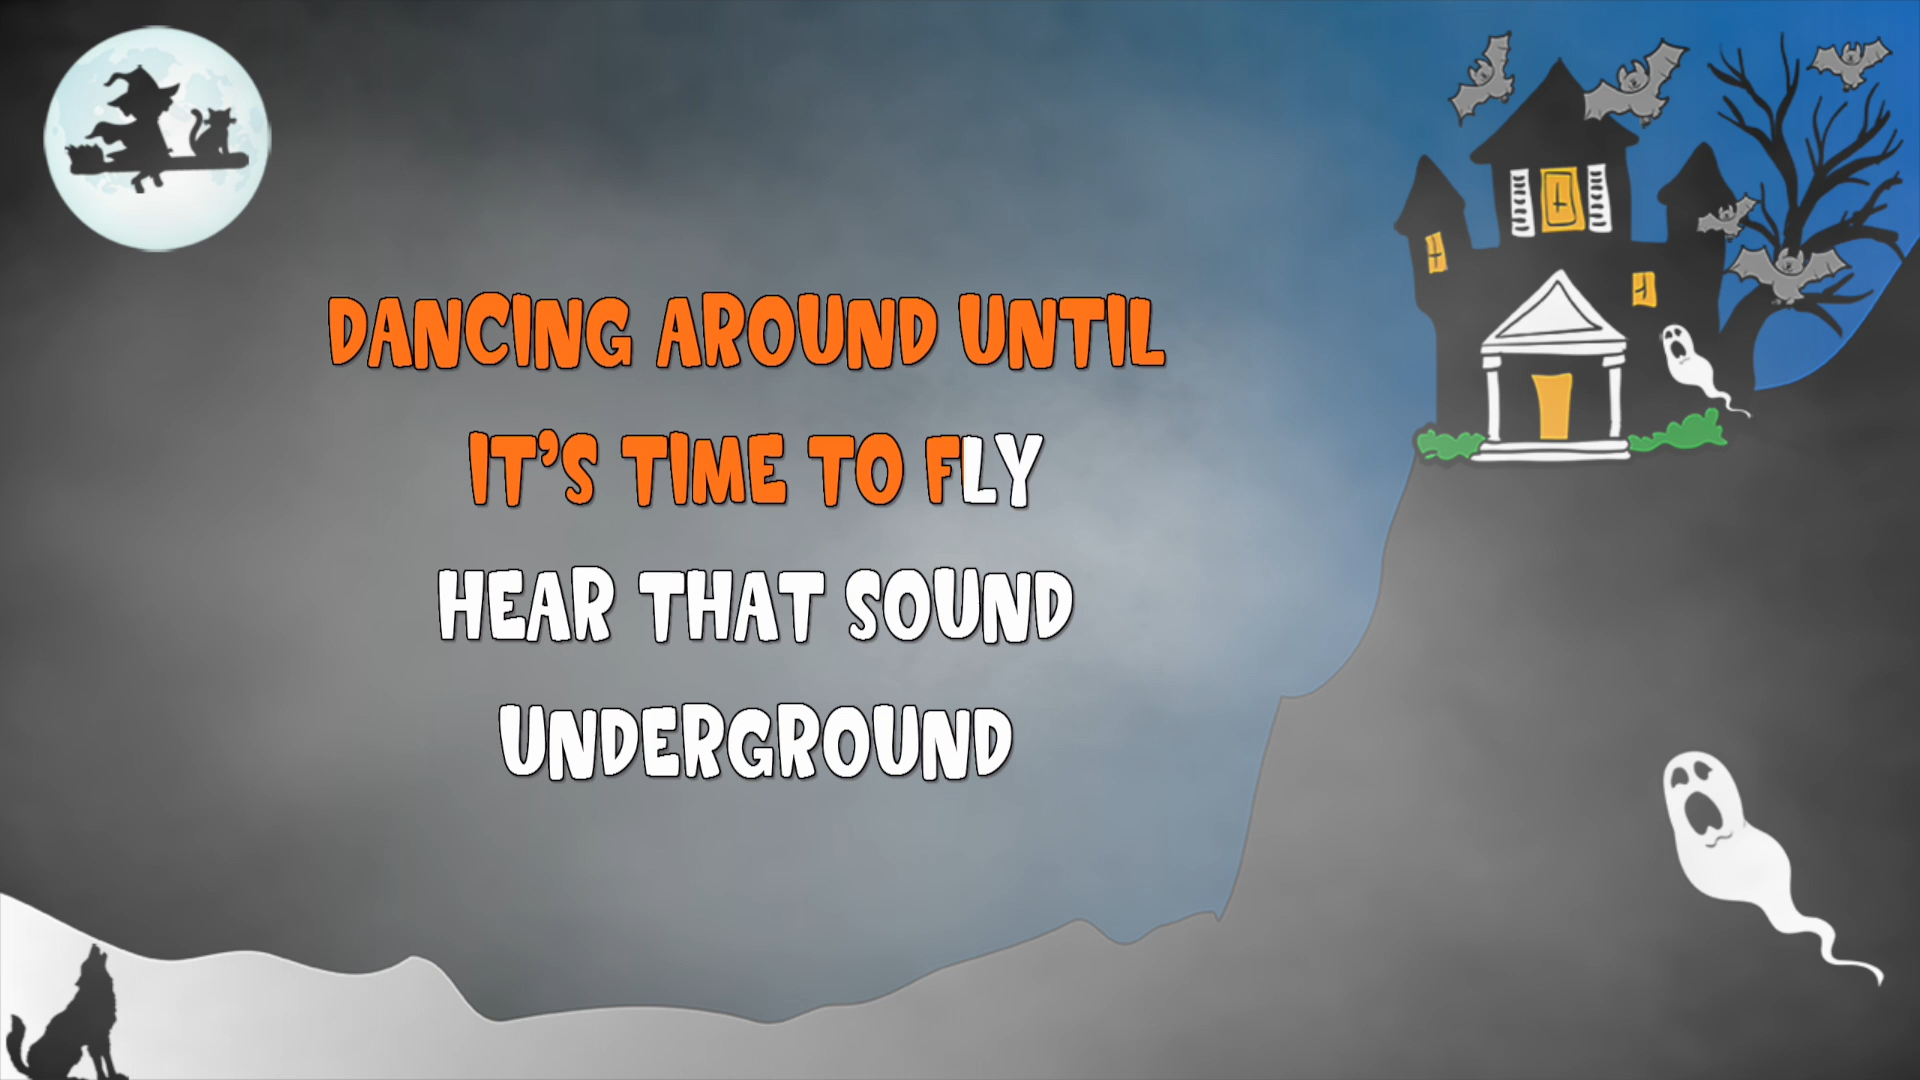 DANCING AROUND UNTIL
IT'S TIME TO FLY
HEAR THAT SOUND
UNDERGROUND